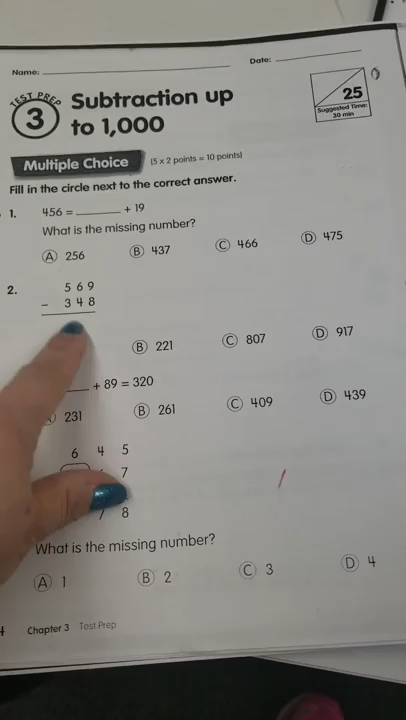 Name: Date:
TEST PREP
3
Subtraction up
to 1,000
25
Suggested Time:
30 min
Multiple Choice (5 x 2 points = 10 points)
Fill in the circle next to the correct answer.
1. 456 = ______ + 19
What is the missing number?
A 256 B 437 C 466 D 475
2. 5 6 9
− 3 4 8
B 221 C 807 D 917
___ + 89 = 320
231 B 261 C 409 D 439
6 4 5
7
7 8
What is the missing number?
A 1 B 2 C 3 D 4
Chapter 3 Test Prep